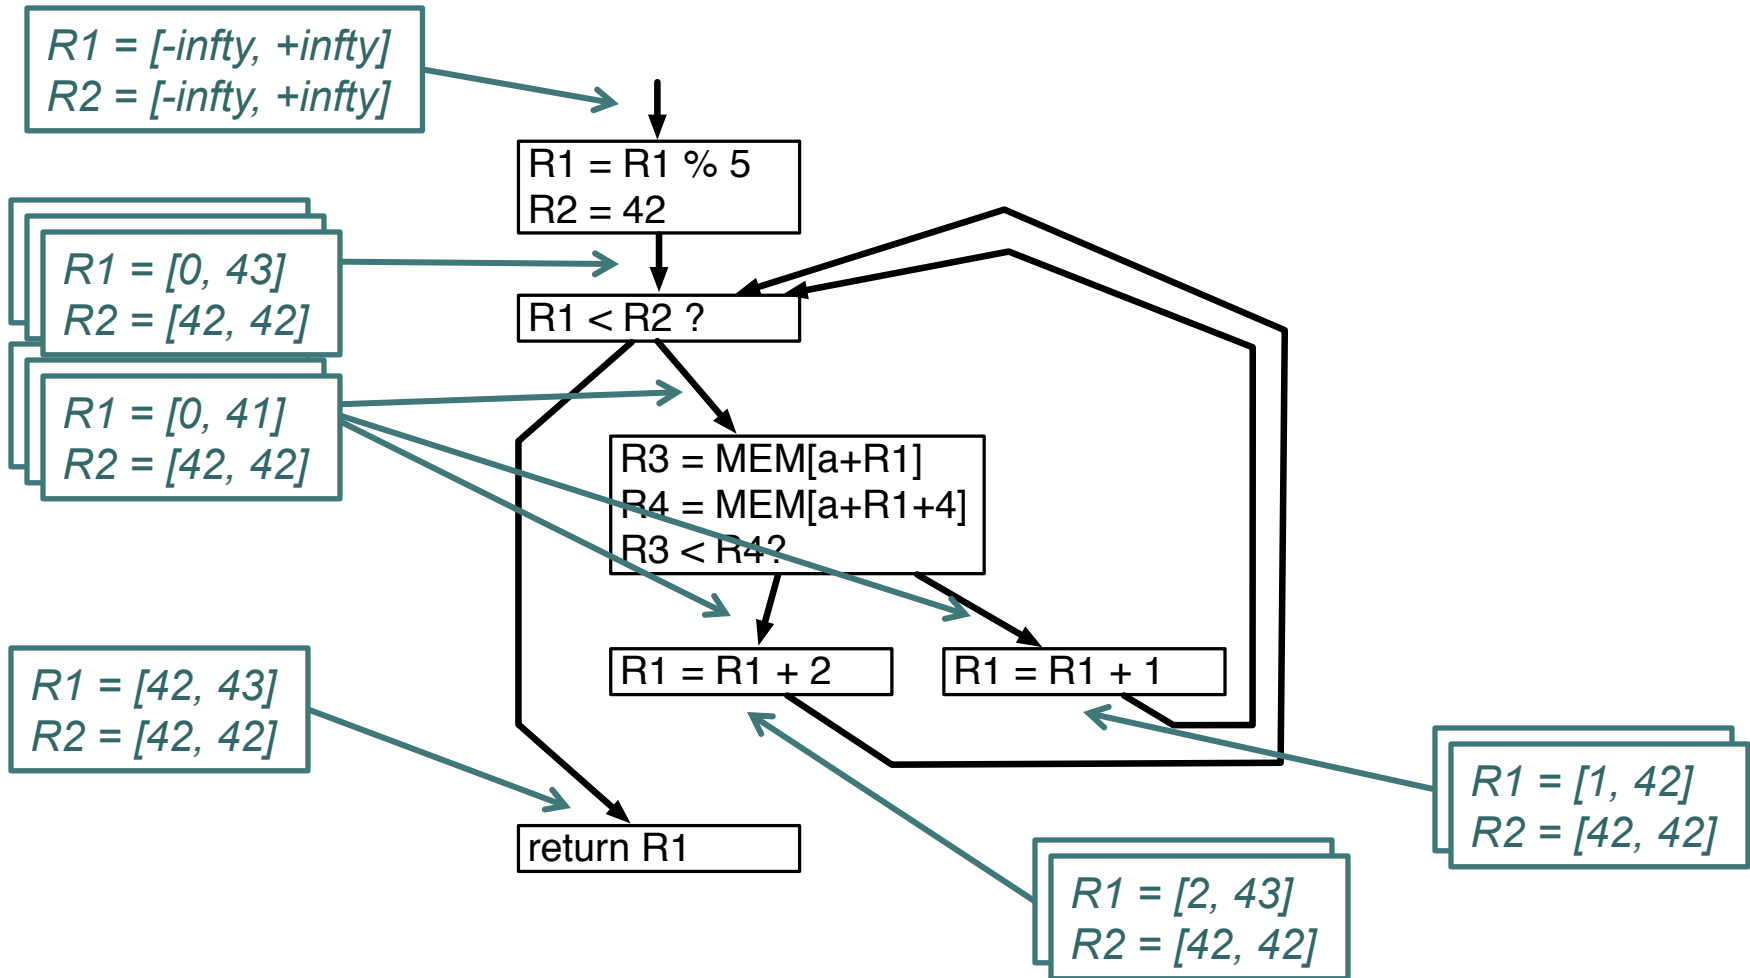 R1 = [-infty, +infty]
R2 = [-infty, +infty]
R1 = R1 % 5
R2 = 42
R1 = [0, 43]
R2 = [42, 42]
R1 < R2 ?
R1 = [0, 41]
R2 = [42, 42]
R3 = MEM[a+R1]
R4 = MEM[a+R1+4]
R3 < R4?
R1 = [42, 43]
R2 = [42, 42]
R1 = R1 + 2
R1 = R1 + 1
return R1
R1 = [1, 42]
R2 = [42, 42]
R1 = [2, 43]
R2 = [42, 42]